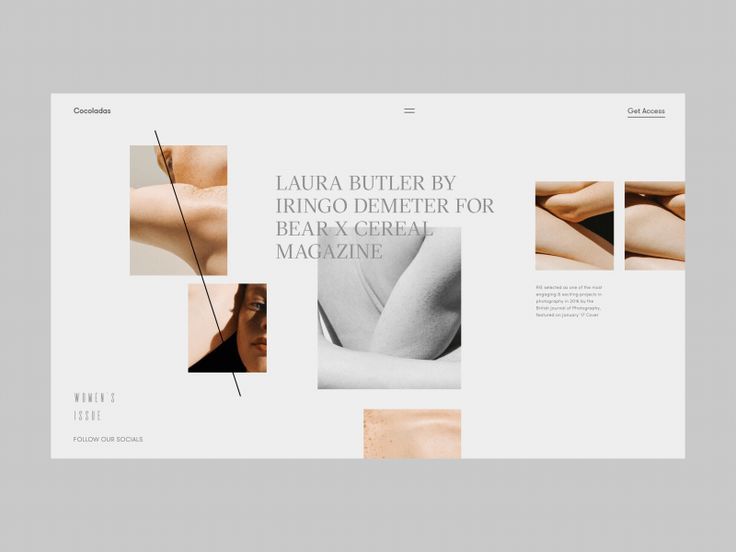 Cocoladas
Get Access
LAURA BUTLER BY
IRINGO DEMETER FOR
BEAR X CEREAL
MAGAZINE
selected as one of the most
engaging & exciting projects in
photography in 2016 by the
British Journal of Photography,
featured on January '17 Cover
WOMEN'S
ISSUE
FOLLOW OUR SOCIALS